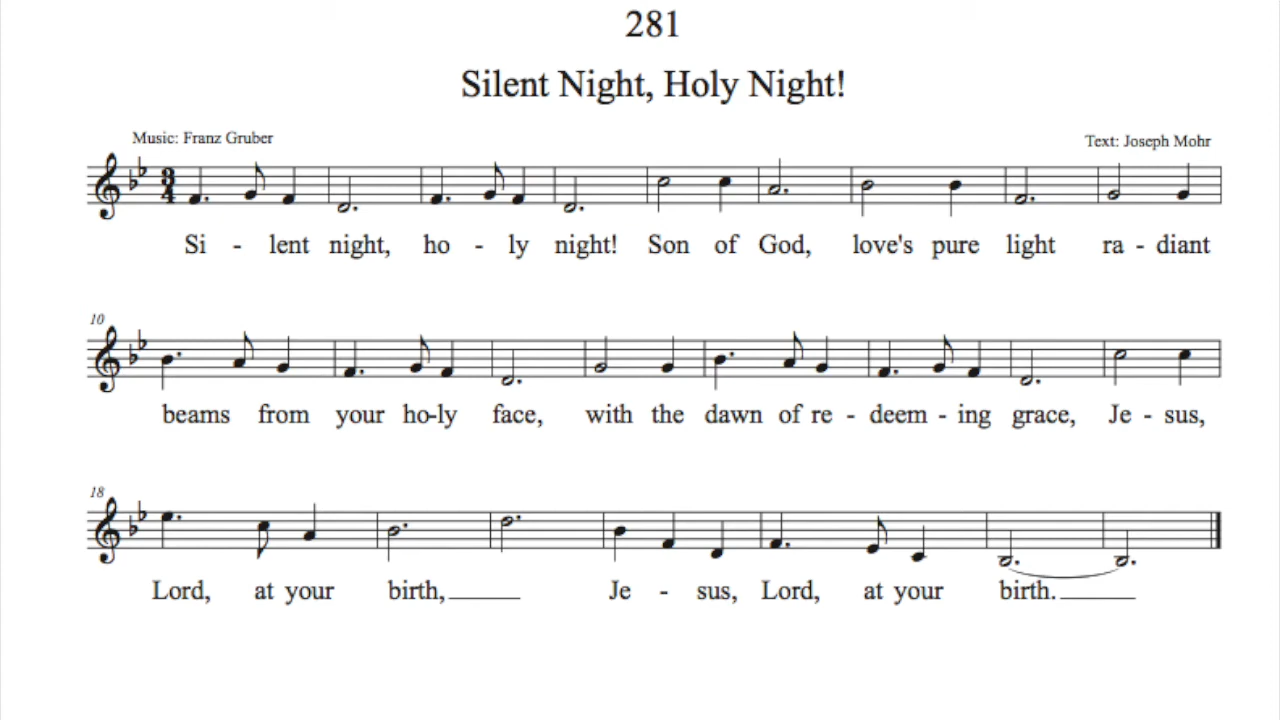 281
Silent Night, Holy Night!
Music: Franz Gruber
Text: Joseph Mohr
3
4
Si - lent night, ho - ly night! Son of God, love's pure light ra - diant
10
beams from your ho-ly face, with the dawn of re - deem - ing grace, Je - sus,
18
Lord, at your birth, Je - sus, Lord, at your birth.